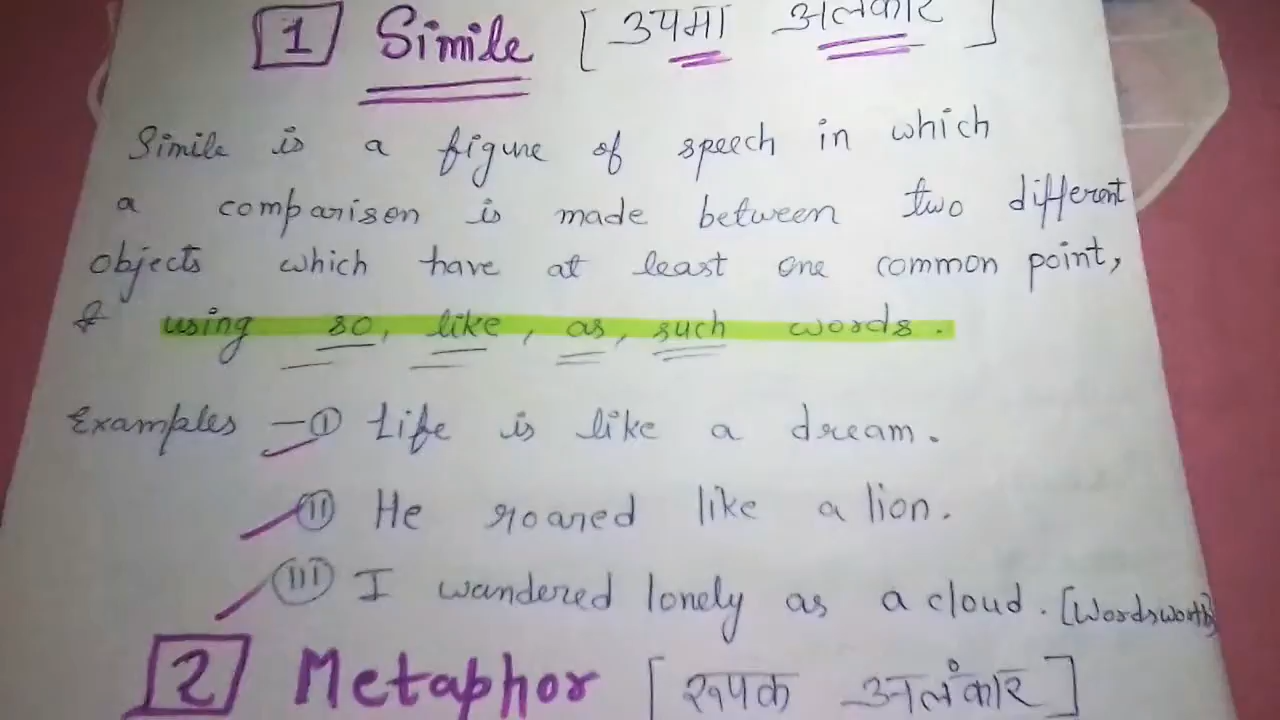 1 Simile [उपमा अलंकार]
Simile is a figure of speech in which
a comparison is made between two different
objects which have at least one common point,
& using so, like, as, such words.
Examples - (I) Life is like a dream.
(II) He roared like a lion.
(III) I wandered lonely as a cloud. [Wordsworth]
2 Metaphor [रूपक अलंकार]